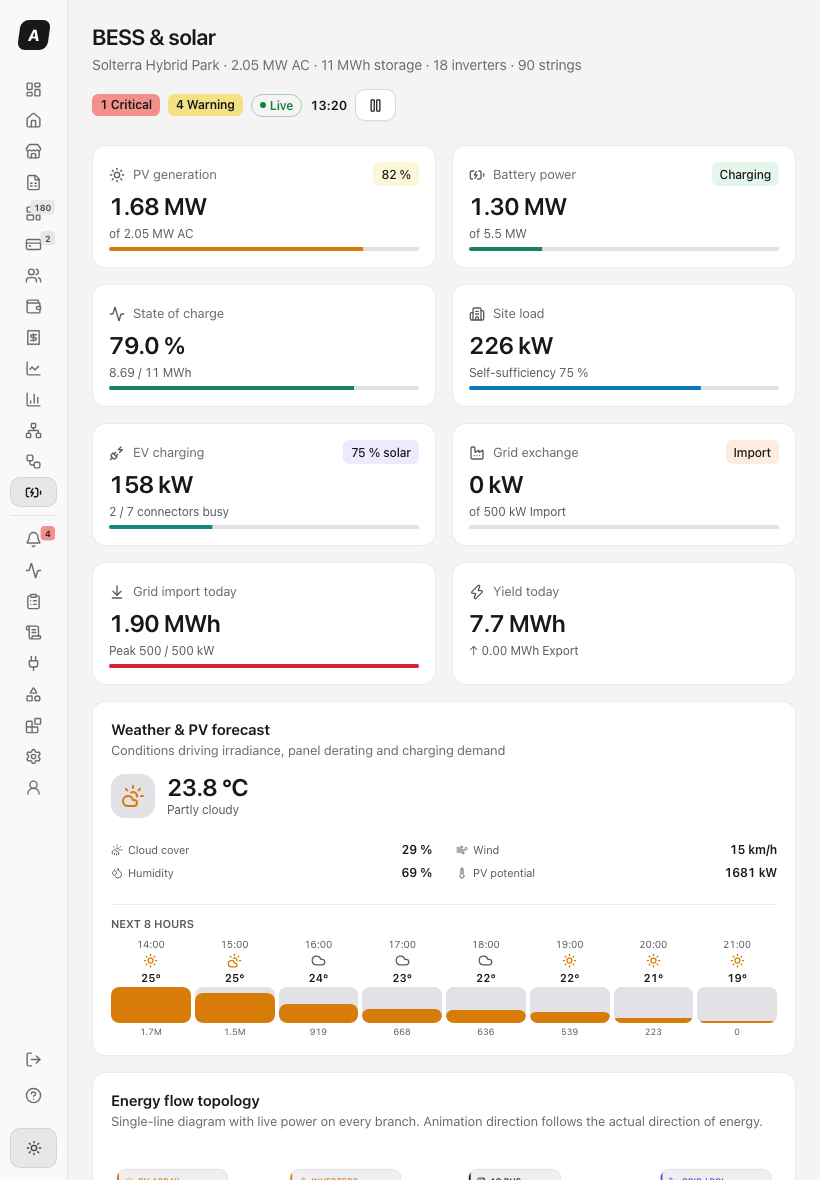 A
BESS & solar
Solterra Hybrid Park · 2.05 MW AC · 11 MWh storage · 18 inverters · 90 strings
1 Critical
4 Warning
Live
13:20
180
2
4
PV generation
82 %
1.68 MW
of 2.05 MW AC
Battery power
Charging
1.30 MW
of 5.5 MW
State of charge
79.0 %
8.69 / 11 MWh
Site load
226 kW
Self-sufficiency 75 %
EV charging
75 % solar
158 kW
2 / 7 connectors busy
Grid exchange
Import
0 kW
of 500 kW Import
Grid import today
1.90 MWh
Peak 500 / 500 kW
Yield today
7.7 MWh
↑ 0.00 MWh Export
Weather & PV forecast
Conditions driving irradiance, panel derating and charging demand
23.8 °C
Partly cloudy
Cloud cover 29 %
Wind 15 km/h
Humidity 69 %
PV potential 1681 kW
NEXT 8 HOURS
14:00 15:00 16:00 17:00 18:00 19:00 20:00 21:00
25° 25° 24° 23° 22° 22° 21° 19°
1.7M 1.5M 919 668 636 539 223 0
Energy flow topology
Single-line diagram with live power on every branch. Animation direction follows the actual direction of energy.